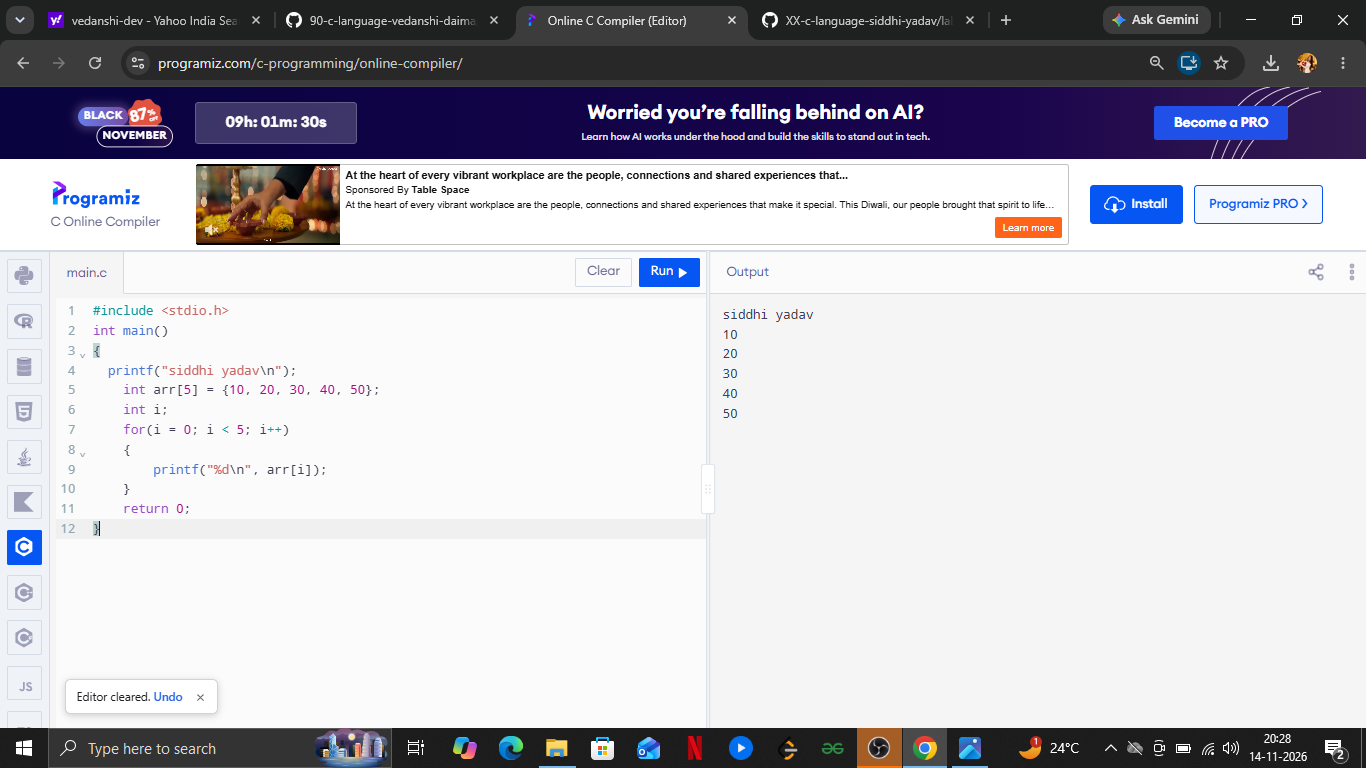 vedanshi-dev - Yahoo India Sea
90-c-language-vedanshi-daima
Online C Compiler (Editor)
XX-c-language-siddhi-yadav/la
Ask Gemini
programiz.com/c-programming/online-compiler/
BLACK 87% OFF
NOVEMBER
09h: 01m: 30s
Worried you’re falling behind on AI?
Learn how AI works under the hood and build the skills to stand out in tech.
Become a PRO
Programiz
C Online Compiler
At the heart of every vibrant workplace are the people, connections and shared experiences that...
Sponsored By Table Space
At the heart of every vibrant workplace are the people, connections and shared experiences that make it special. This Diwali, our people brought that spirit to life...
Learn more
Install
Programiz PRO >
main.c
Clear
Run
Output
1 #include <stdio.h>
2 int main()
3 {
4 printf("siddhi yadav\n");
5 int arr[5] = {10, 20, 30, 40, 50};
6 int i;
7 for(i = 0; i < 5; i++)
8 {
9 printf("%d\n", arr[i]);
10 }
11 return 0;
12 }
siddhi yadav
10
20
30
40
50
JS
Editor cleared. Undo ×
Type here to search
1
24°C
20:28
14-11-2026
2